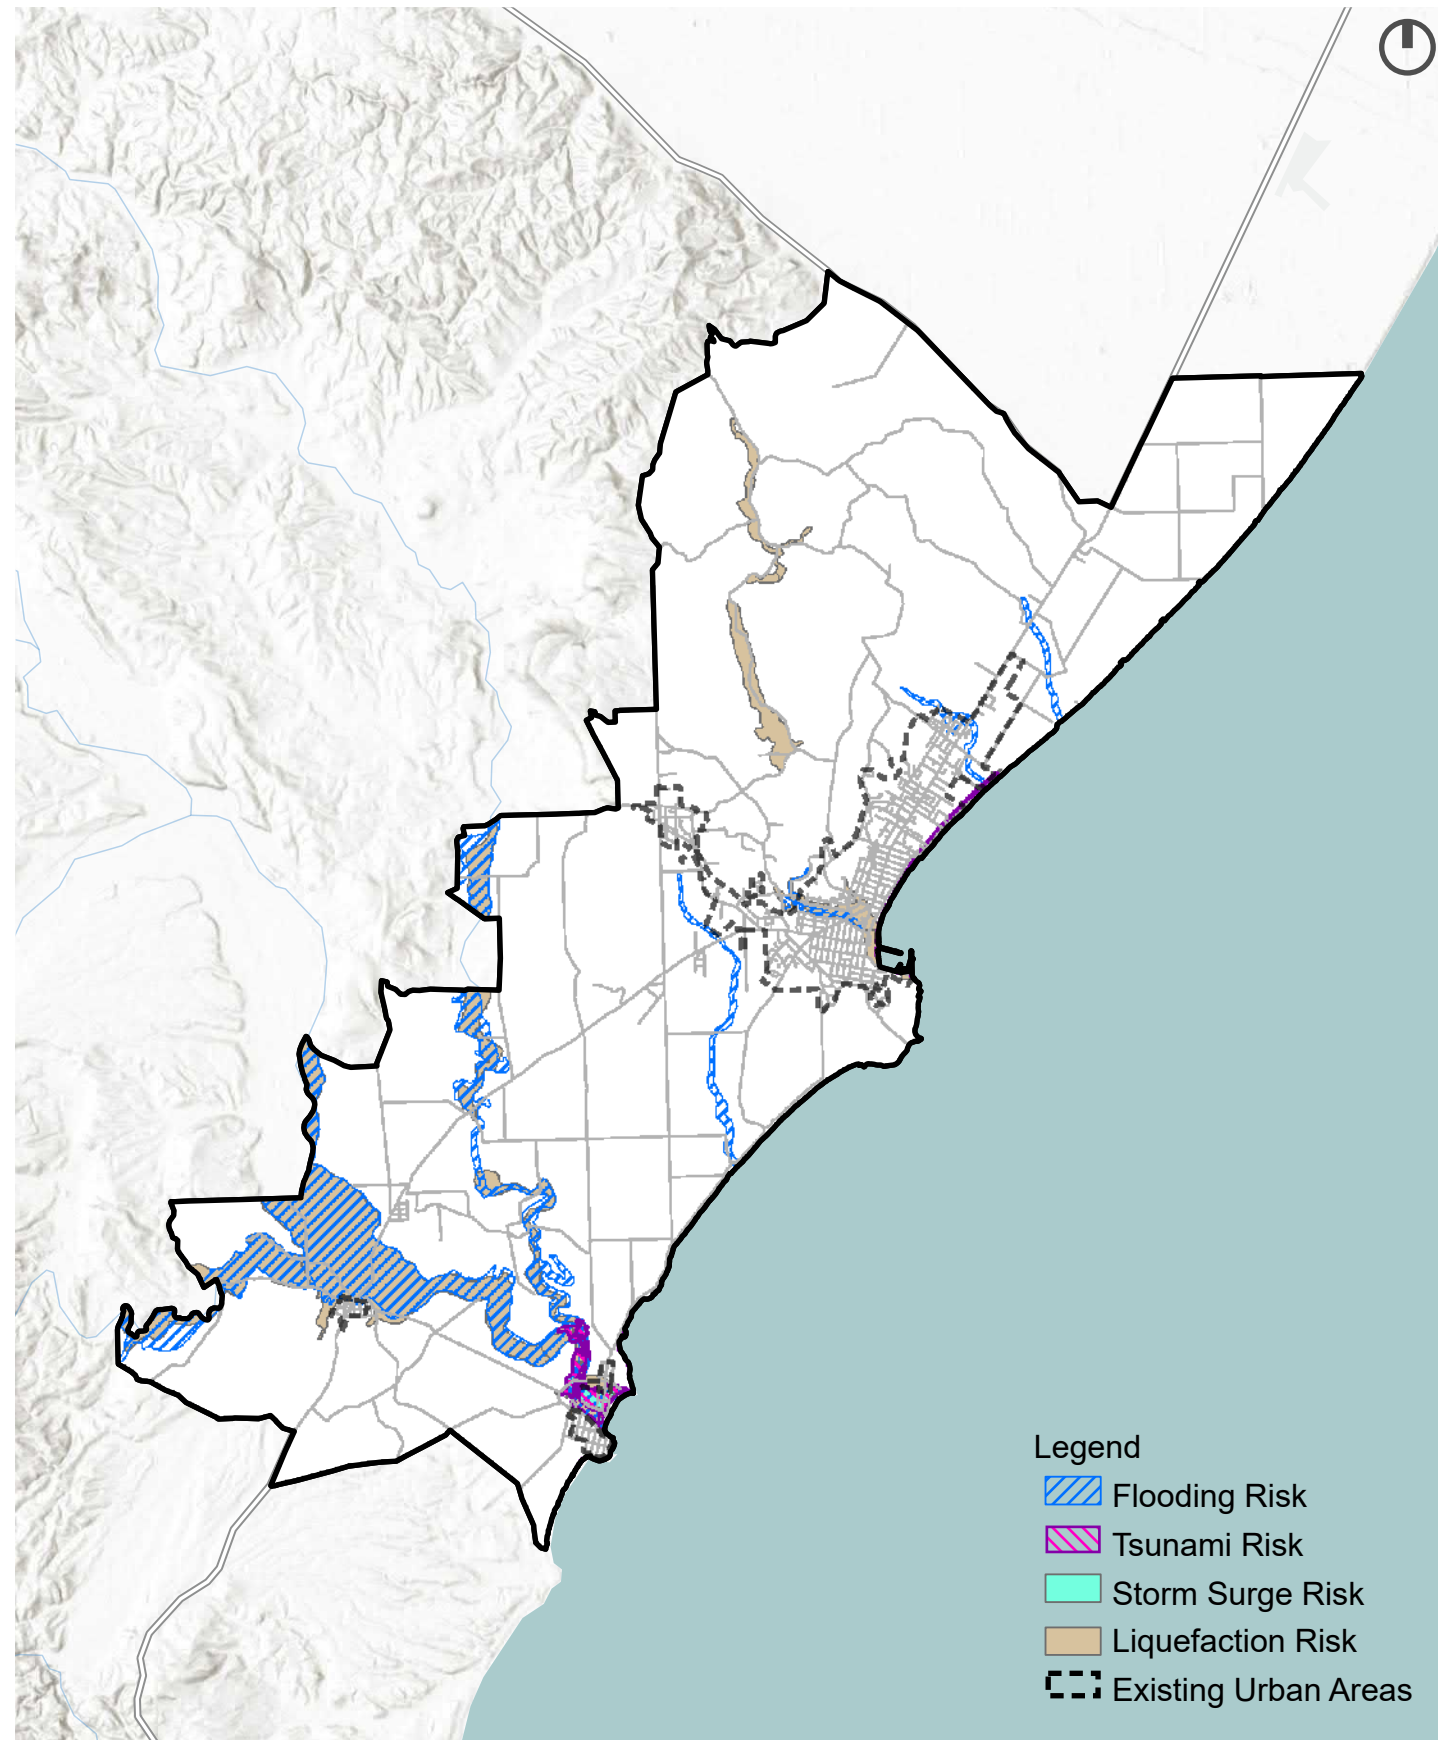 Legend
Flooding Risk
Tsunami Risk
Storm Surge Risk
Liquefaction Risk
Existing Urban Areas